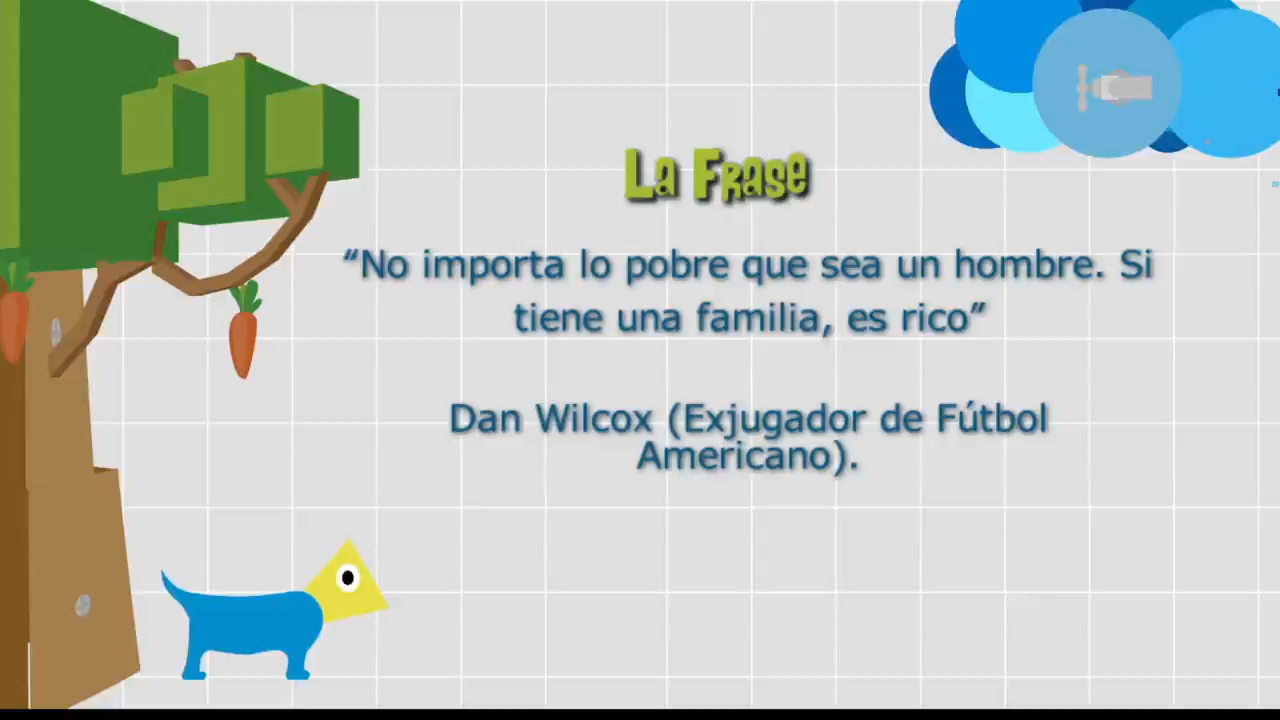 La Frase
“No importa lo pobre que sea un hombre. Si
tiene una familia, es rico”
Dan Wilcox (Exjugador de Fútbol
Americano).